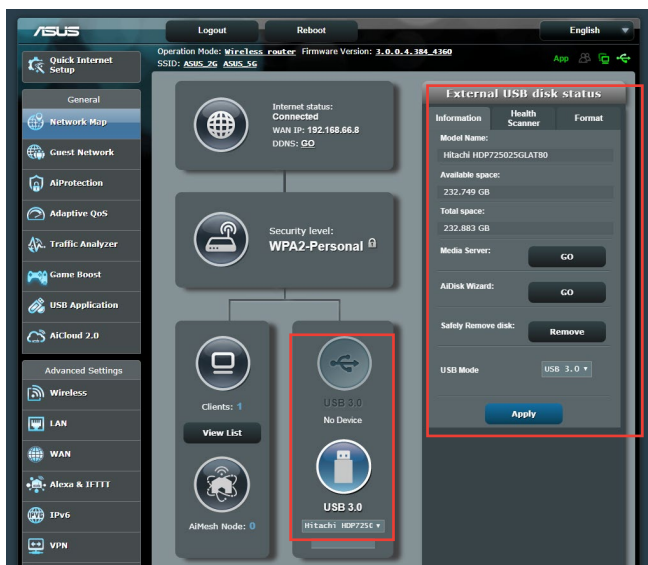 ASUS
Logout
Reboot
English
Operation Mode: Wireless router Firmware Version: 3.0.0.4.384_4360
SSID: ASUS_2G ASUS_5G
App
Quick Internet
Setup
General
Network Map
Guest Network
AiProtection
Adaptive QoS
Traffic Analyzer
Game Boost
USB Application
AiCloud 2.0
Advanced Settings
Wireless
LAN
WAN
Alexa & IFTTT
IPv6
VPN
Internet status:
Connected
WAN IP: 192.168.66.8
DDNS: GO
Security level:
WPA2-Personal
Clients: 1
View List
AiMesh Node: 0
USB 3.0
No Device
USB 3.0
Hitachi HDP725C
External USB disk status
Information
Health
Scanner
Format
Model Name:
Hitachi HDP725025GLAT80
Available space:
232.749 GB
Total space:
232.883 GB
Media Server:
GO
AiDisk Wizard:
GO
Safely Remove disk:
Remove
USB Mode
USB 3.0
Apply